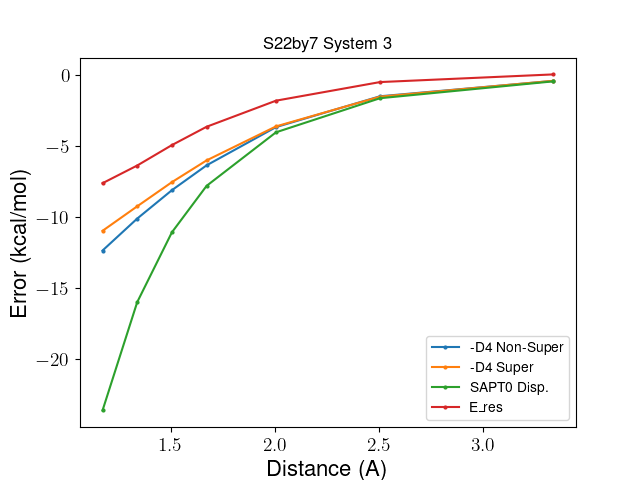 S22by7 System 3
Error (kcal/mol)
0
−5
−10
−15
−20
-D4 Non-Super
-D4 Super
SAPT0 Disp.
E_res
1.5
2.0
2.5
3.0
Distance (A)